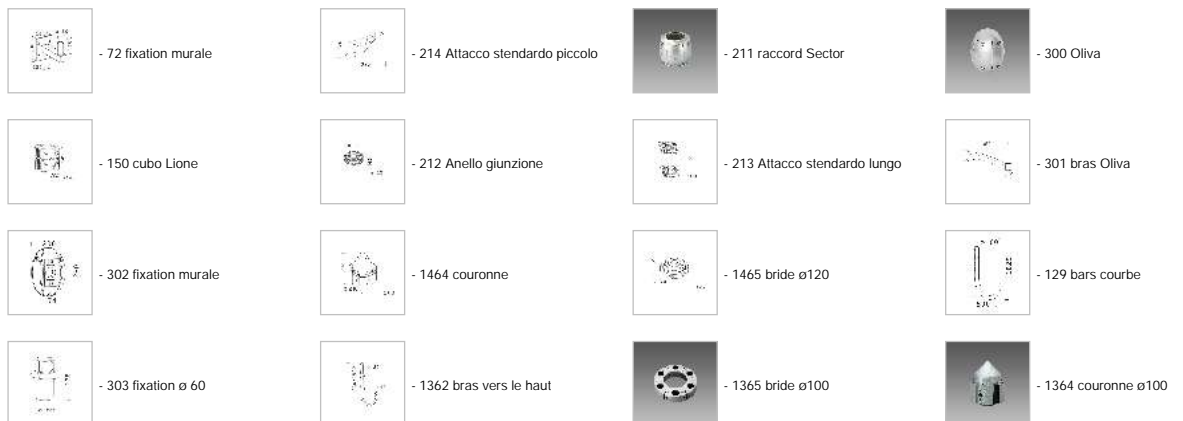 - 72 fixation murale
- 214 Attacco stendardo piccolo
- 211 raccord Sector
- 300 Oliva
- 150 cubo Lione
- 212 Anello giunzione
- 213 Attacco stendardo lungo
- 301 bras Oliva
- 302 fixation murale
- 1464 couronne
- 1465 bride ø120
- 129 bars courbe
- 303 fixation ø 60
- 1362 bras vers le haut
- 1365 bride ø100
- 1364 couronne ø100